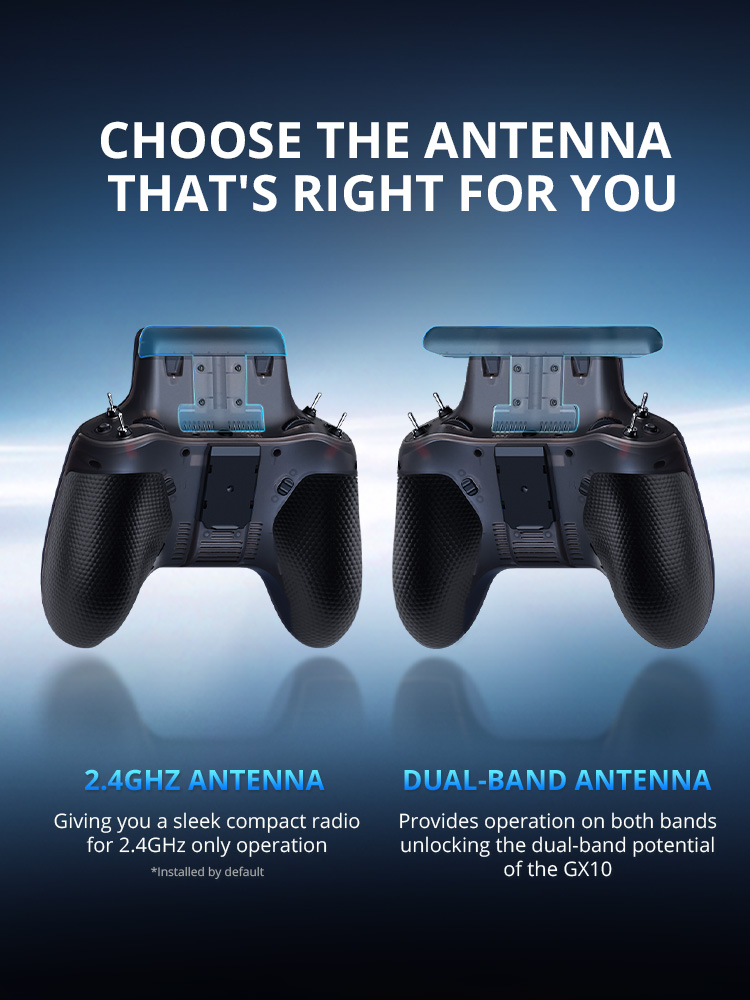 CHOOSE THE ANTENNA
THAT'S RIGHT FOR YOU
2.4GHZ ANTENNA
Giving you a sleek compact radio
for 2.4GHz only operation
*Installed by default
DUAL-BAND ANTENNA
Provides operation on both bands
unlocking the dual-band potential
of the GX10